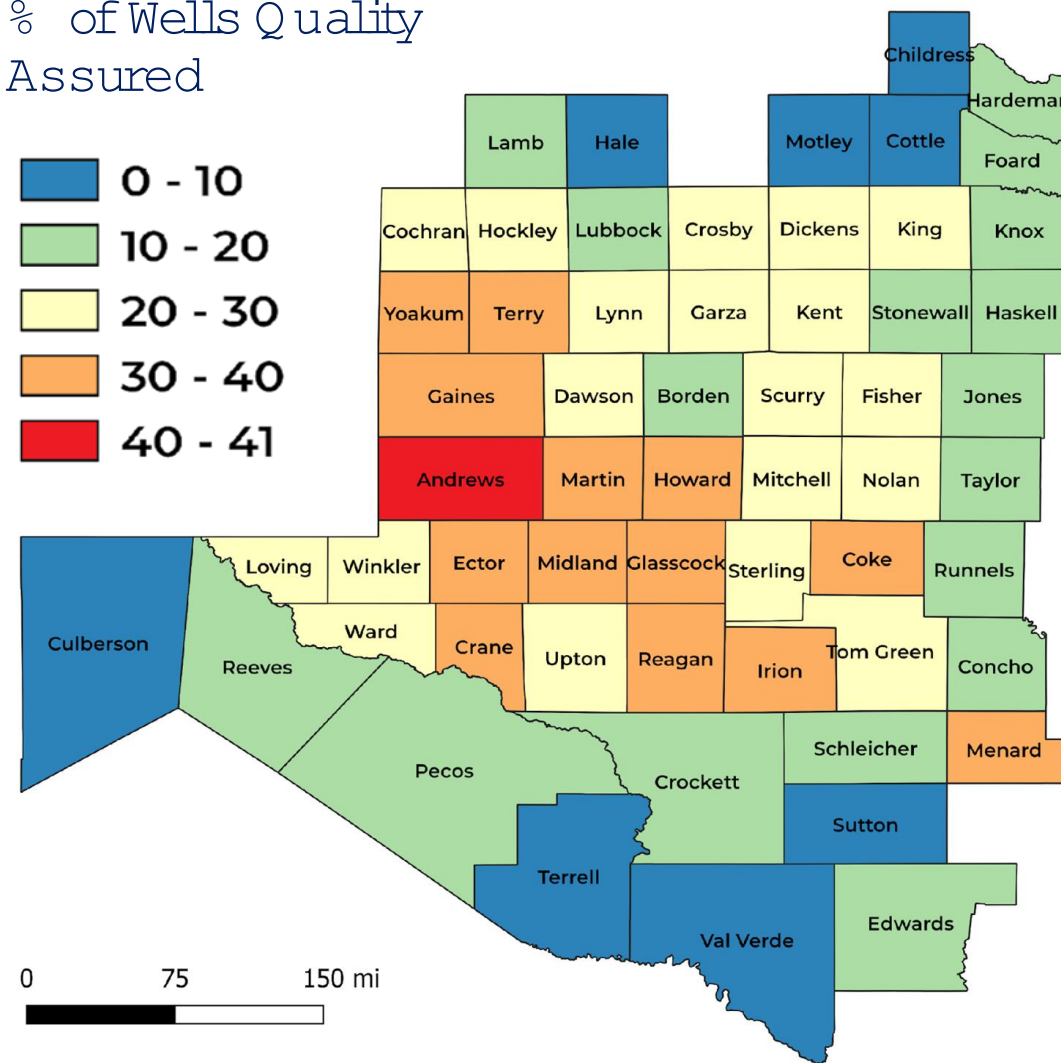 % of Wells Quality
Assured
0 - 10
10 - 20
20 - 30
30 - 40
40 - 41
Childress
Hardeman
Lamb Hale Motley Cottle
Foard
Cochran Hockley Lubbock Crosby Dickens King Knox
Yoakum Terry Lynn Garza Kent Stonewall Haskell
Gaines Dawson Borden Scurry Fisher Jones
Andrews Martin Howard Mitchell Nolan Taylor
Loving Winkler Ector Midland Glasscock Sterling Coke Runnels
Culberson Ward Crane Upton Reagan Irion Tom Green Concho
Reeves
Pecos Crockett Schleicher Menard
Sutton
Terrell
Val Verde Edwards
0 75 150 mi